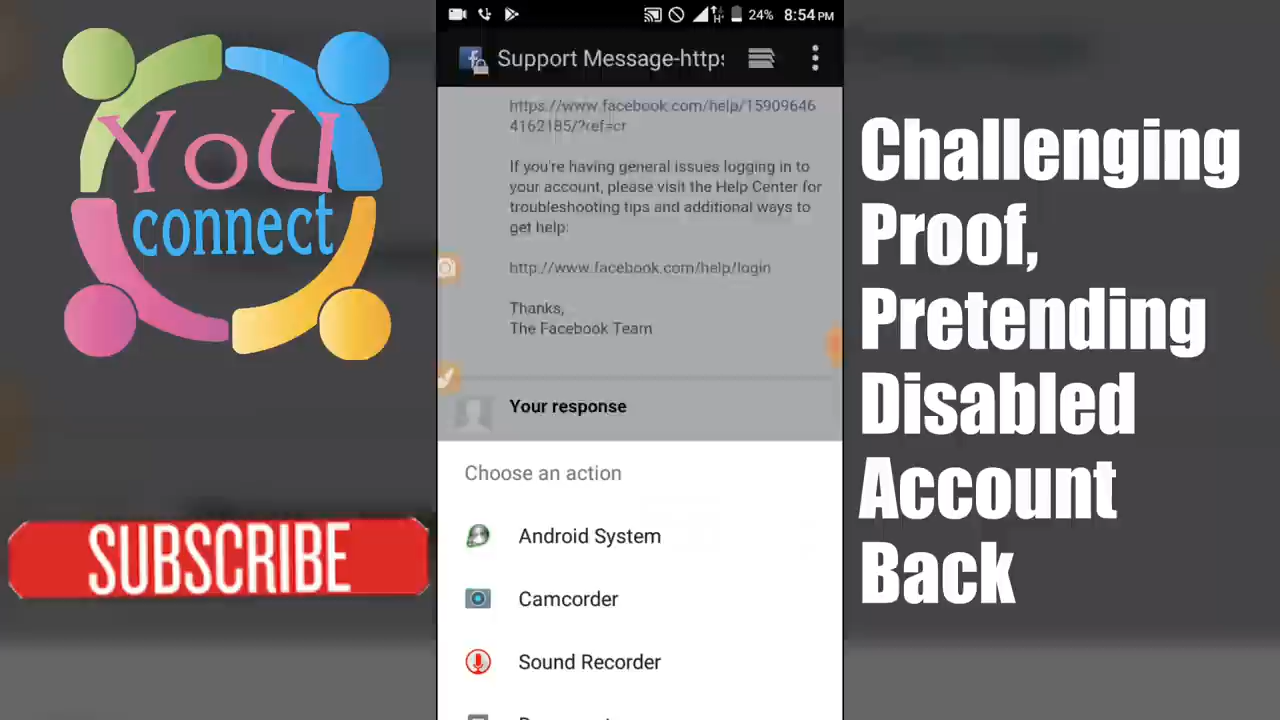 YoU
connect
SUBSCRIBE
24% 8:54 PM
Support Message-https
https://www.facebook.com/help/15909646
4162185/?ref=cr
If you're having general issues logging in to
your account, please visit the Help Center for
troubleshooting tips and additional ways to
get help:
http://www.facebook.com/help/login
Thanks,
The Facebook Team
Your response
Choose an action
Android System
Camcorder
Sound Recorder
Challenging
Proof,
Pretending
Disabled
Account
Back